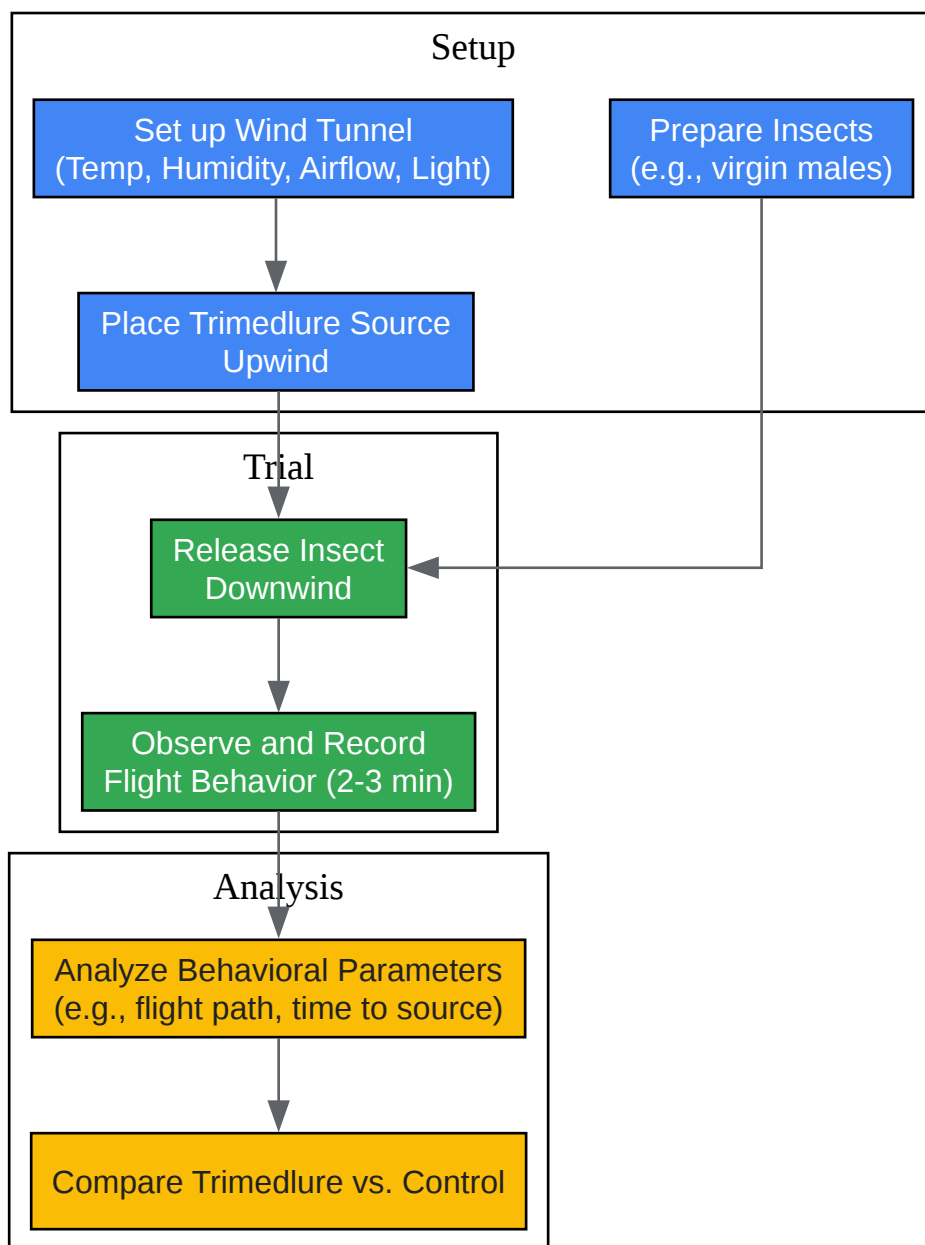 Setup
Set up Wind Tunnel
(Temp, Humidity, Airflow, Light)
Prepare Insects
(e.g., virgin males)
Place Trimedlure Source
Upwind
Trial
Release Insect
Downwind
Observe and Record
Flight Behavior (2-3 min)
Analysis
Analyze Behavioral Parameters
(e.g., flight path, time to source)
Compare Trimedlure vs. Control